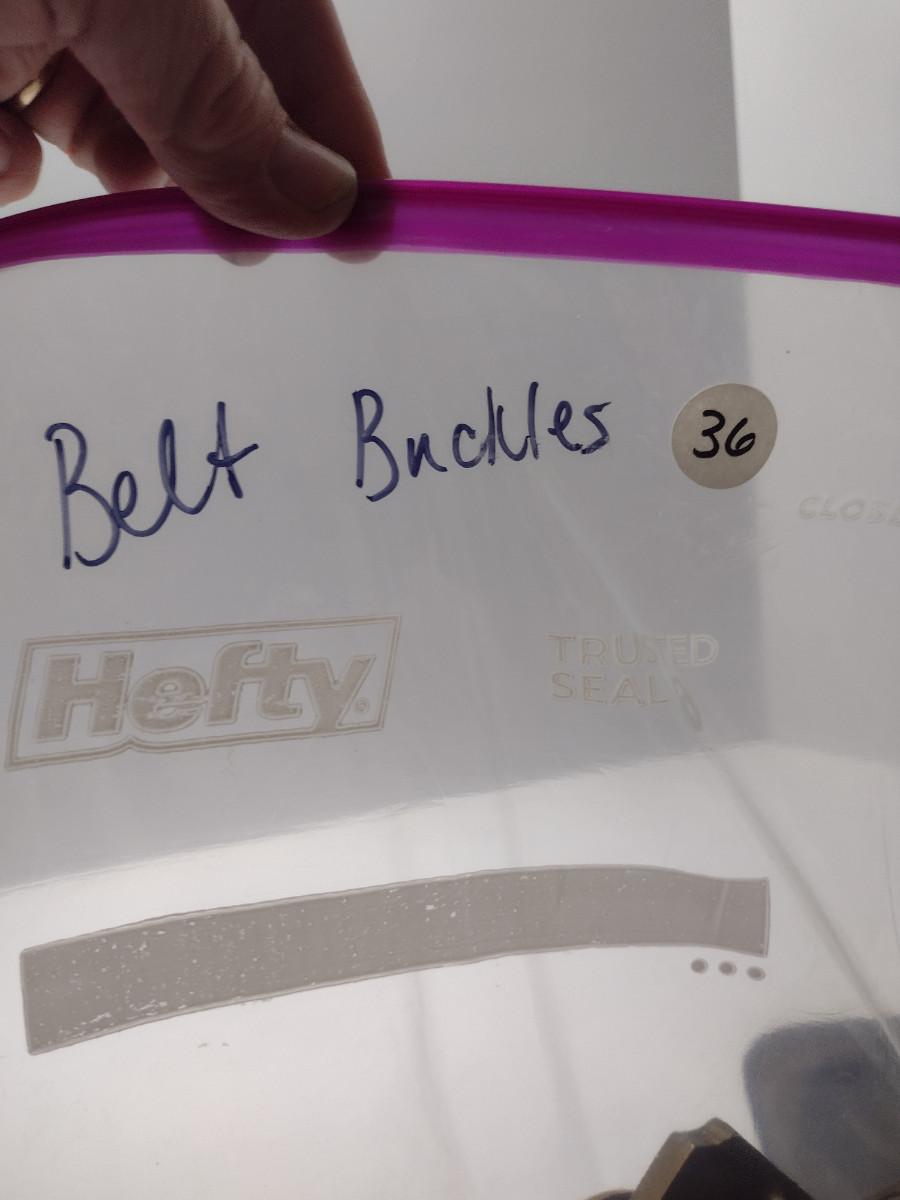 Belt Buckles 36
Hefty®
TRUSTED
SEAL